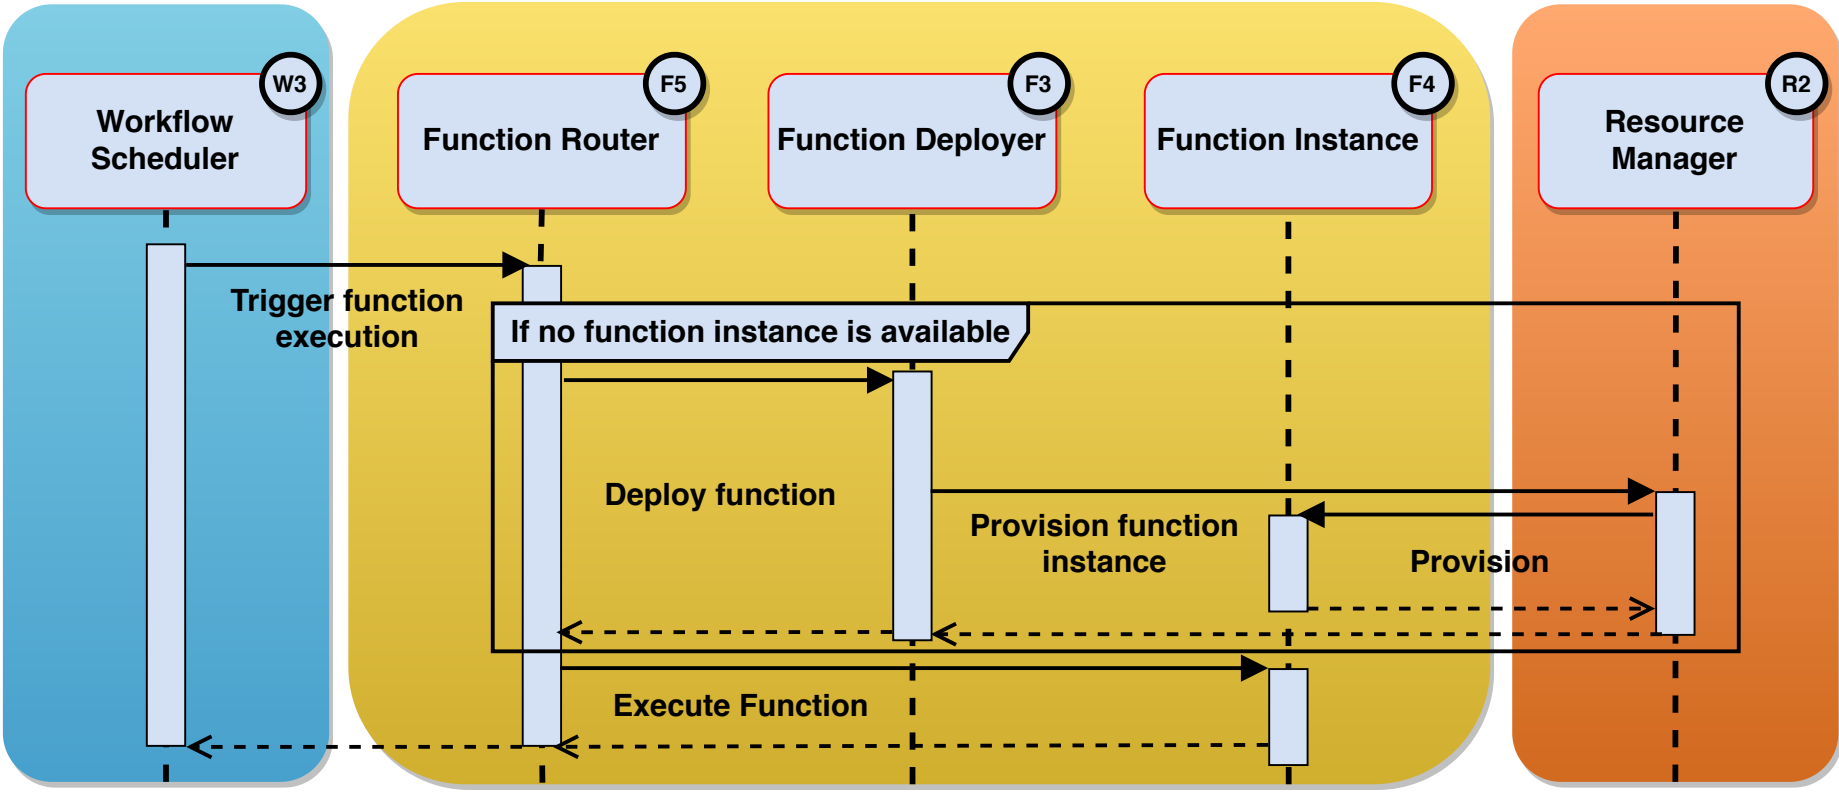 W3
F5
F3
F4
R2
Workflow
Scheduler
Function Router
Function Deployer
Function Instance
Resource
Manager
Trigger function
execution
If no function instance is available
Deploy function
Provision function
instance
Provision
Execute Function